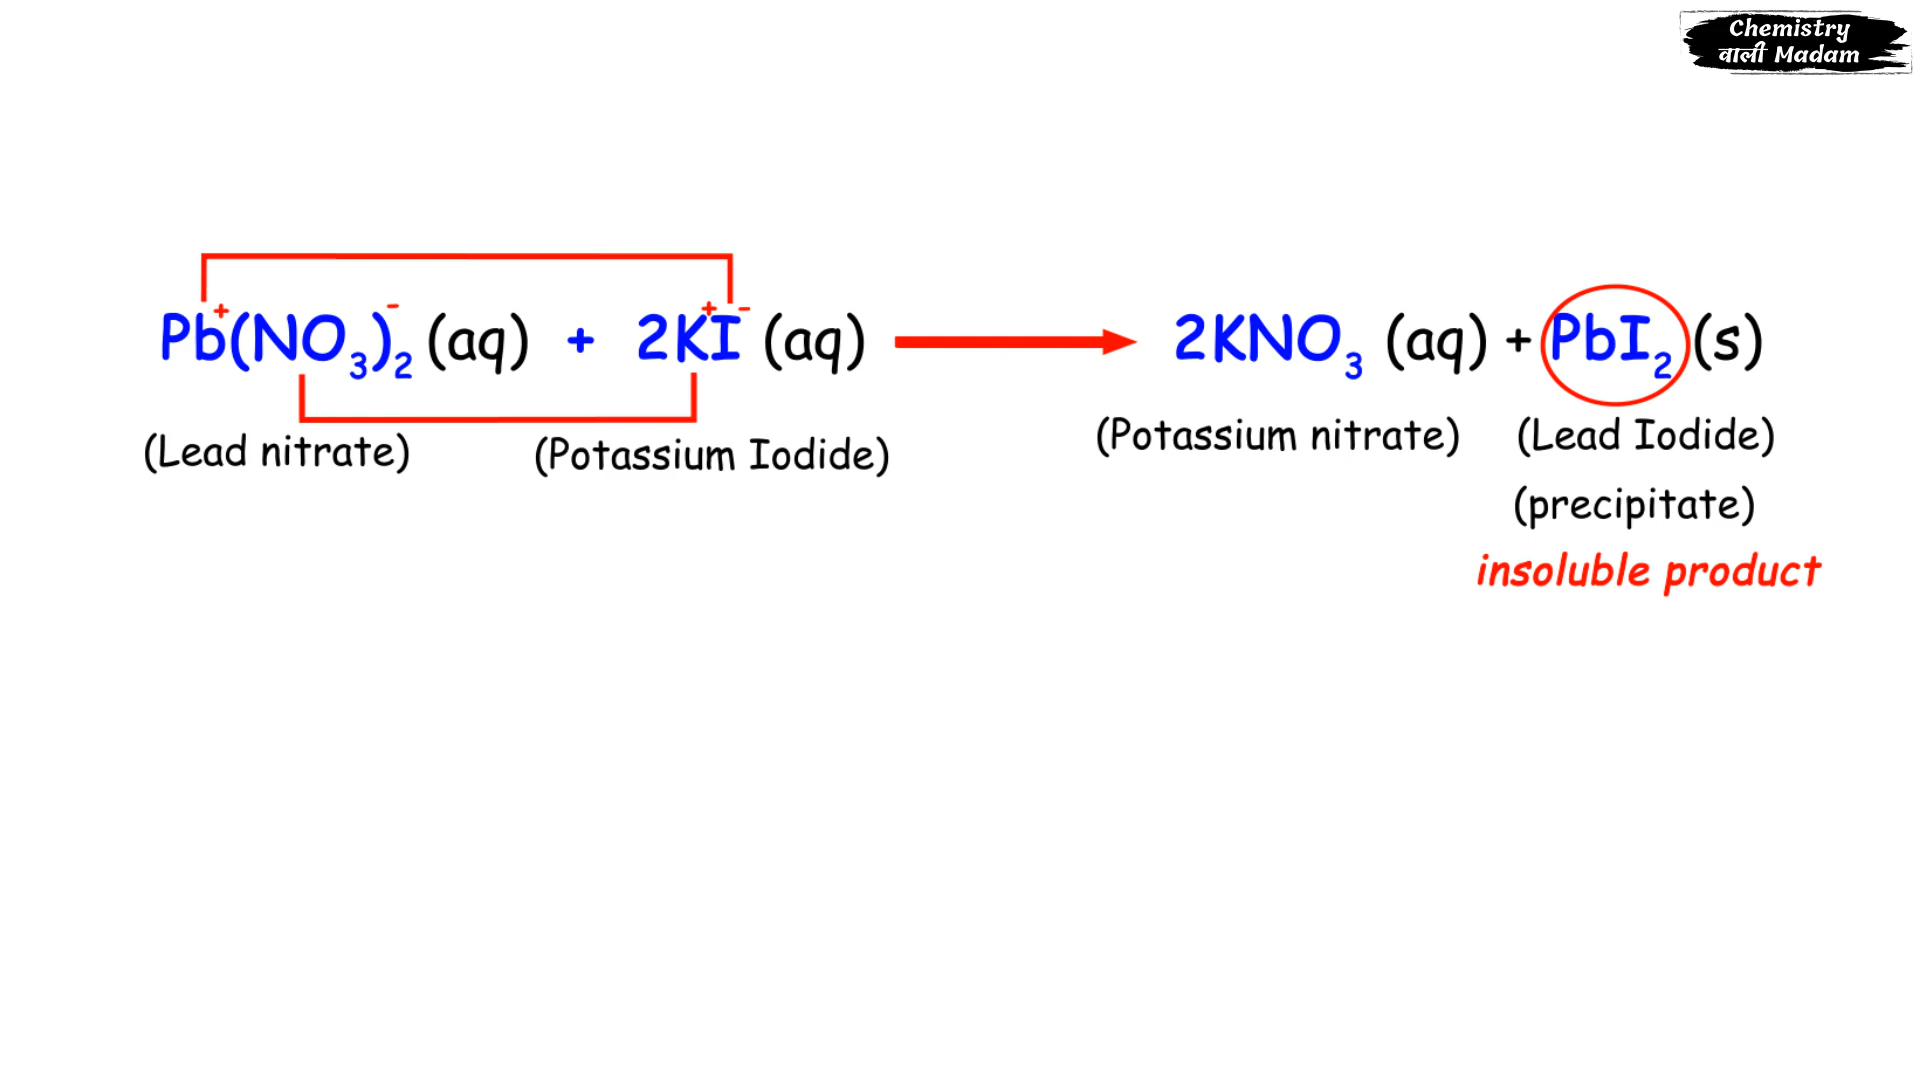 Chemistry
वाली Madam
Pb⁺(NO₃)⁻₂ (aq) + 2K⁺I⁻ (aq) → 2KNO₃ (aq) + PbI₂ (s)
(Lead nitrate) (Potassium Iodide) (Potassium nitrate) (Lead Iodide)
(precipitate)
insoluble product